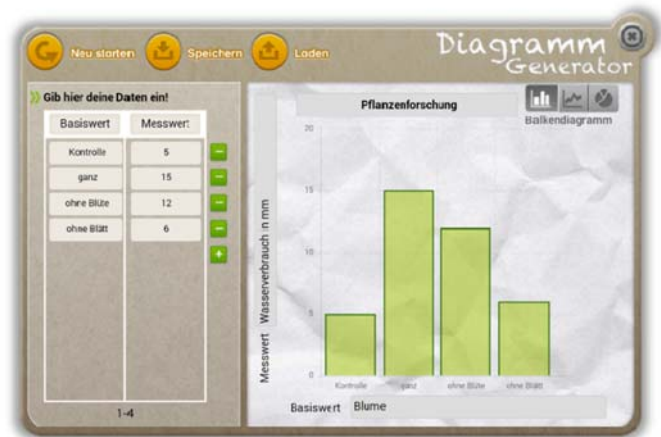 Neu starten Speichern Laden
Diagramm
Generator
Gib hier deine Daten ein!
Basiswert Messwert
Kontrolle 5
ganz 15
ohne Blüte 12
ohne Blätt 6
1-4
Pflanzenforschung
Balkendiagramm
Messwert Wasserverbrauch in mm
20
15
10
5
0
Kontrolle ganz ohne Blüte ohne Blätt
Basiswert Blume